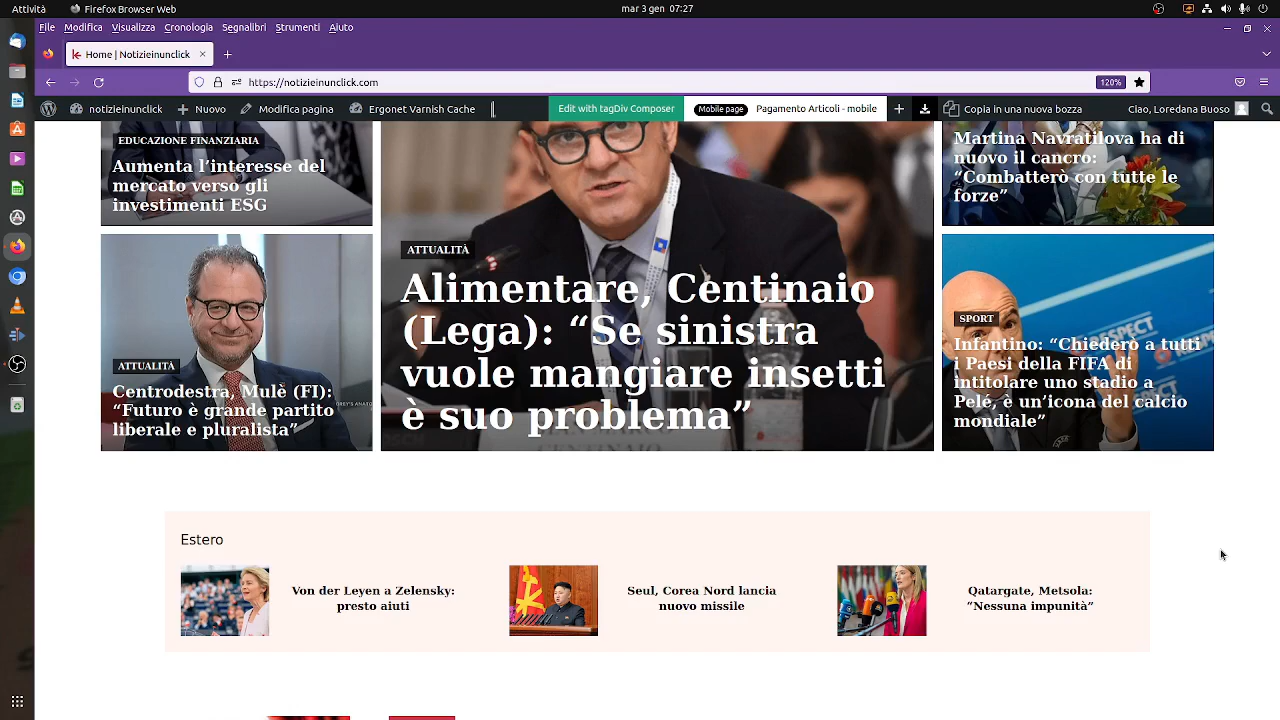 Attività
Firefox Browser Web
mar 3 gen 07:27
File Modifica Visualizza Cronologia Segnalibri Strumenti Aiuto
Home | Notizieinunclick
https://notizieinunclick.com
120%
notizieinunclick
Nuovo
Modifica pagina
Ergonet Varnish Cache
Edit with tagDiv Composer
Mobile page
Pagamento Articoli - mobile
Copia in una nuova bozza
Ciao, Loredana Buoso
EDUCAZIONE FINANZIARIA
Aumenta l’interesse del
mercato verso gli
investimenti ESG
ATTUALITÀ
Centrodestra, Mulè (FI):
“Futuro è grande partito
liberale e pluralista”
ATTUALITÀ
Alimentare, Centinaio
(Lega): “Se sinistra
vuole mangiare insetti
è suo problema”
CENTINAIO
Martina Navratilova ha di
nuovo il cancro:
“Combatterò con tutte le
forze”
RESPECT
RESPECT
SPORT
Infantino: “Chiederò a tutti
i Paesi della FIFA di
intitolare uno stadio a
Pelé, è un’icona del calcio
mondiale”
Estero
Von der Leyen a Zelensky:
presto aiuti
Seul, Corea Nord lancia
nuovo missile
Qatargate, Metsola:
“Nessuna impunità”